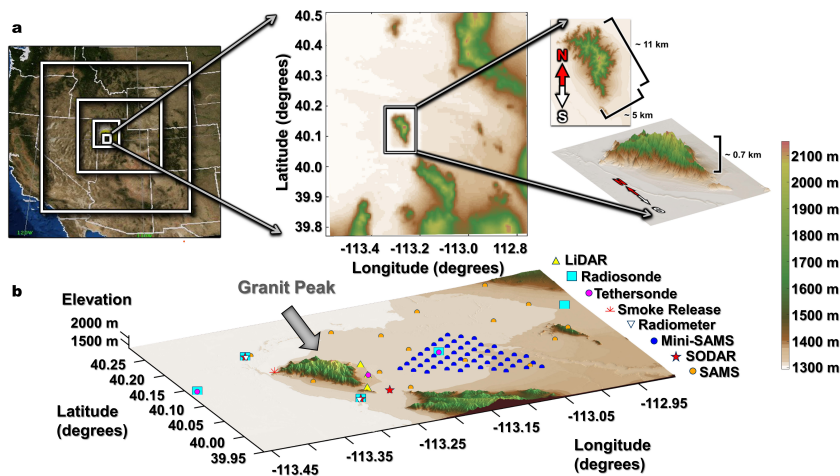 a
120W
110W
40.5
40.4
40.3
40.2
40.1
40.0
39.9
39.8
Latitude (degrees)
-113.4
-113.2
-113.0
112.8
Longitude (degrees)
N
S
~ 11 km
~ 5 km
~ 0.7 km
N
S
2100 m
2000 m
1900 m
1800 m
1700 m
1600 m
1500 m
1400 m
1300 m
b
Elevation
2000 m
1500 m
Granit Peak
LiDAR
Radiosonde
Tethersonde
Smoke Release
Radiometer
Mini-SAMS
SODAR
SAMS
40.25
40.20
40.15
40.10
40.05
40.00
39.95
Latitude
(degrees)
-113.45
-113.35
-113.25
-113.15
-113.05
-112.95
Longitude
(degrees)